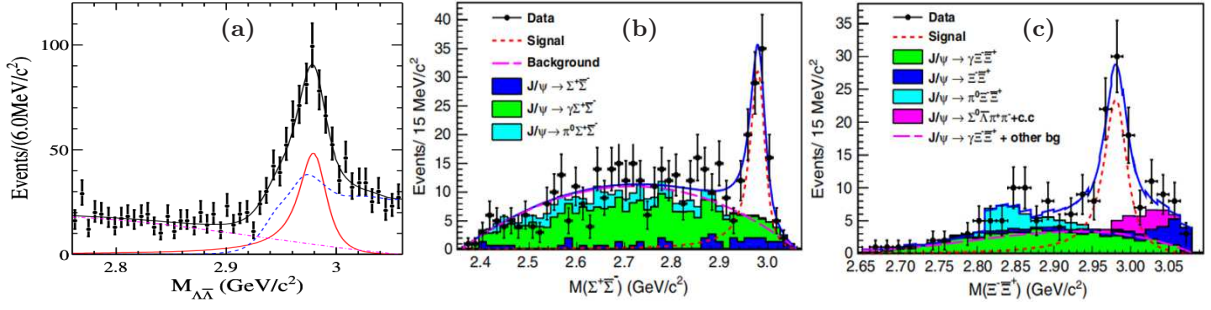 (a)
Events/(6.0MeV/c²)
100
50
0
2.8
2.9
3
M_ΛΛ̅ (GeV/c²)
(b)
Data
Signal
Background
J/ψ → Σ⁺Σ̅⁻
J/ψ → γΣ⁺Σ̅⁻
J/ψ → π⁰Σ⁺Σ̅⁻
Events/ 15 MeV/c²
40
35
30
25
20
15
10
5
0
2.4
2.5
2.6
2.7
2.8
2.9
3.0
M(Σ⁺Σ̅⁻) (GeV/c²)
(c)
Data
Signal
J/ψ → γΞ⁻Ξ̅⁺
J/ψ → Ξ⁻Ξ̅⁺
J/ψ → π⁰Ξ⁻Ξ̅⁺
J/ψ → Σ⁰Λ̅π⁺π⁻+c.c
J/ψ → γΞ⁻Ξ̅⁺ + other bg
Events/ 15 MeV/c²
35
30
25
20
15
10
5
0
2.65
2.70
2.75
2.80
2.85
2.90
2.95
3.00
3.05
M(Ξ⁻Ξ̅⁺) (GeV/c²)